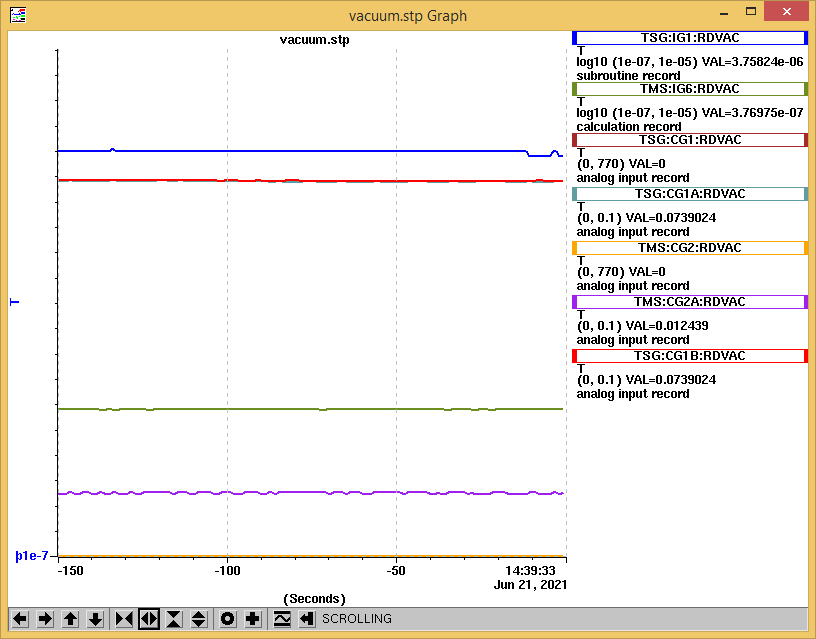 vacuum.stp Graph
vacuum.stp
T
þ1e-7
-150
-100
-50
14:39:33
Jun 21, 2021
(Seconds)
TSG:IG1:RDVAC
T
log10 (1e-07, 1e-05) VAL=3.75824e-06
subroutine record
TMS:IG6:RDVAC
T
log10 (1e-07, 1e-05) VAL=3.76975e-07
calculation record
TSG:CG1:RDVAC
T
(0, 770) VAL=0
analog input record
TSG:CG1A:RDVAC
T
(0, 0.1) VAL=0.0739024
analog input record
TMS:CG2:RDVAC
T
(0, 770) VAL=0
analog input record
TMS:CG2A:RDVAC
T
(0, 0.1) VAL=0.012439
analog input record
TSG:CG1B:RDVAC
T
(0, 0.1) VAL=0.0739024
analog input record
SCROLLING